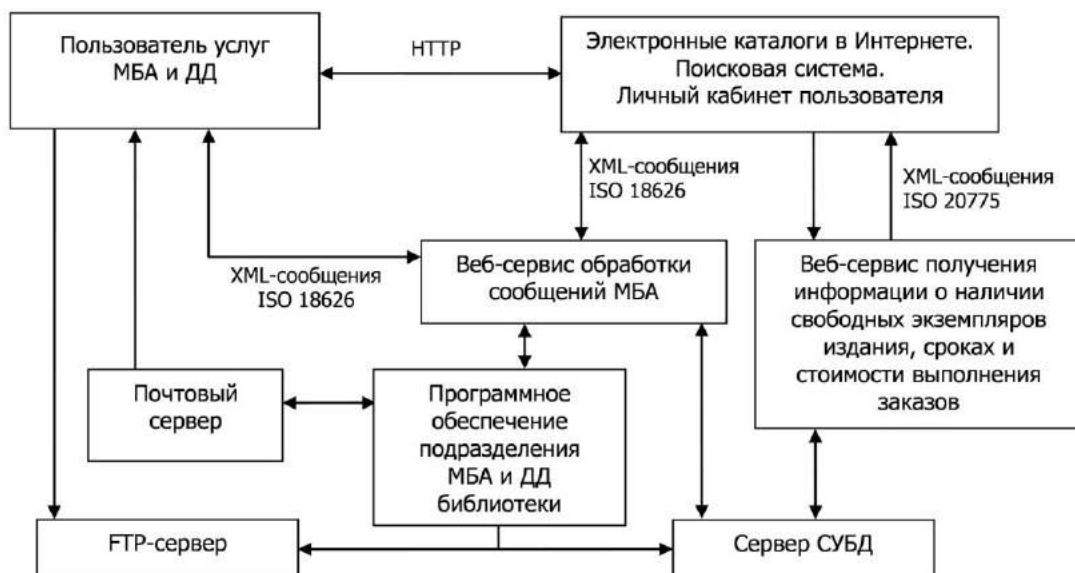 Пользователь услуг
МБА и ДД
HTTP
Электронные каталоги в Интернете.
Поисковая система.
Личный кабинет пользователя
XML-сообщения
ISO 18626
XML-сообщения
ISO 20775
XML-сообщения
ISO 18626
Веб-сервис обработки
сообщений МБА
Веб-сервис получения
информации о наличии
свободных экземпляров
издания, сроках и
стоимости выполнения
заказов
Почтовый
сервер
Программное
обеспечение
подразделения
МБА и ДД
библиотеки
FTP-сервер
Сервер СУБД